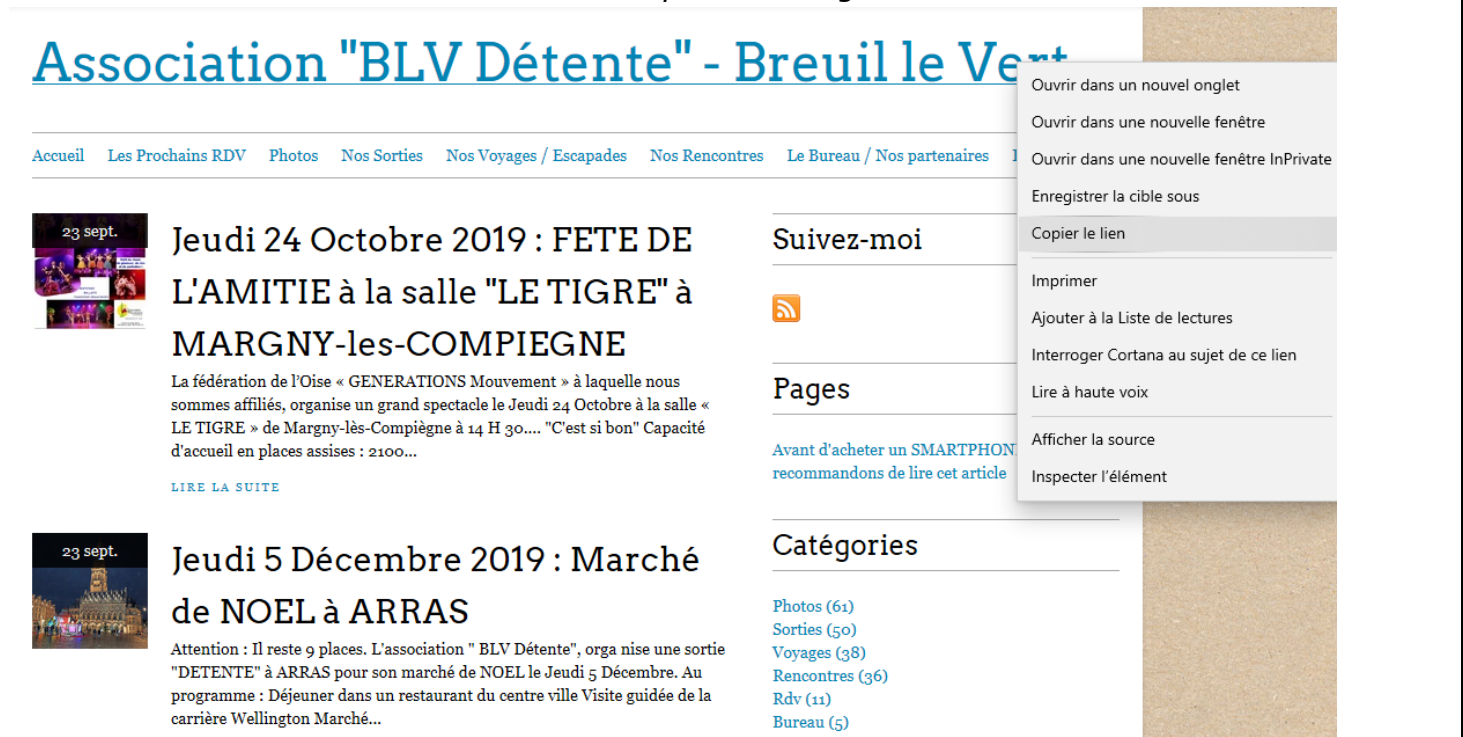 Association "BLV Détente" - Breuil le Vert
Accueil Les Prochains RDV Photos Nos Sorties Nos Voyages / Escapades Nos Rencontres Le Bureau / Nos partenaires
23 sept.
Jeudi 24 Octobre 2019 : FETE DE
L'AMITIE à la salle "LE TIGRE" à
MARGNY-les-COMPIEGNE
La fédération de l'Oise « GENERATIONS Mouvement » à laquelle nous
sommes affiliés, organise un grand spectacle le Jeudi 24 Octobre à la salle «
LE TIGRE » de Margny-lès-Compiègne à 14 H 30.... "C'est si bon" Capacité
d'accueil en places assises : 2100...
LIRE LA SUITE
23 sept.
Jeudi 5 Décembre 2019 : Marché
de NOEL à ARRAS
Attention : Il reste 9 places. L'association " BLV Détente", orga nise une sortie
"DETENTE" à ARRAS pour son marché de NOEL le Jeudi 5 Décembre. Au
programme : Déjeuner dans un restaurant du centre ville Visite guidée de la
carrière Wellington Marché...
Suivez-moi
Pages
Avant d'acheter un SMARTPHON
recommandons de lire cet article
Catégories
Photos (61)
Sorties (50)
Voyages (38)
Rencontres (36)
Rdv (11)
Bureau (5)
Ouvrir dans un nouvel onglet
Ouvrir dans une nouvelle fenêtre
Ouvrir dans une nouvelle fenêtre InPrivate
Enregistrer la cible sous
Copier le lien
Imprimer
Ajouter à la Liste de lectures
Interroger Cortana au sujet de ce lien
Lire à haute voix
Afficher la source
Inspecter l'élément